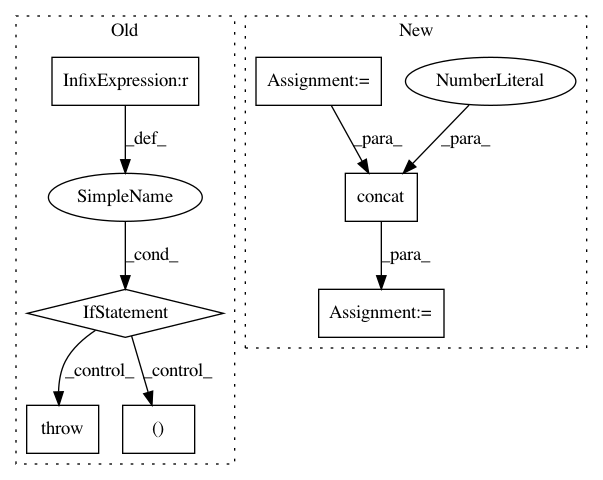 Old
New
InfixExpression:r
Assignment:=
NumberLiteral
_def_
_para_
_para_
SimpleName
concat
_cond_
_para_
IfStatement
Assignment:=
_control_
_control_
throw
()